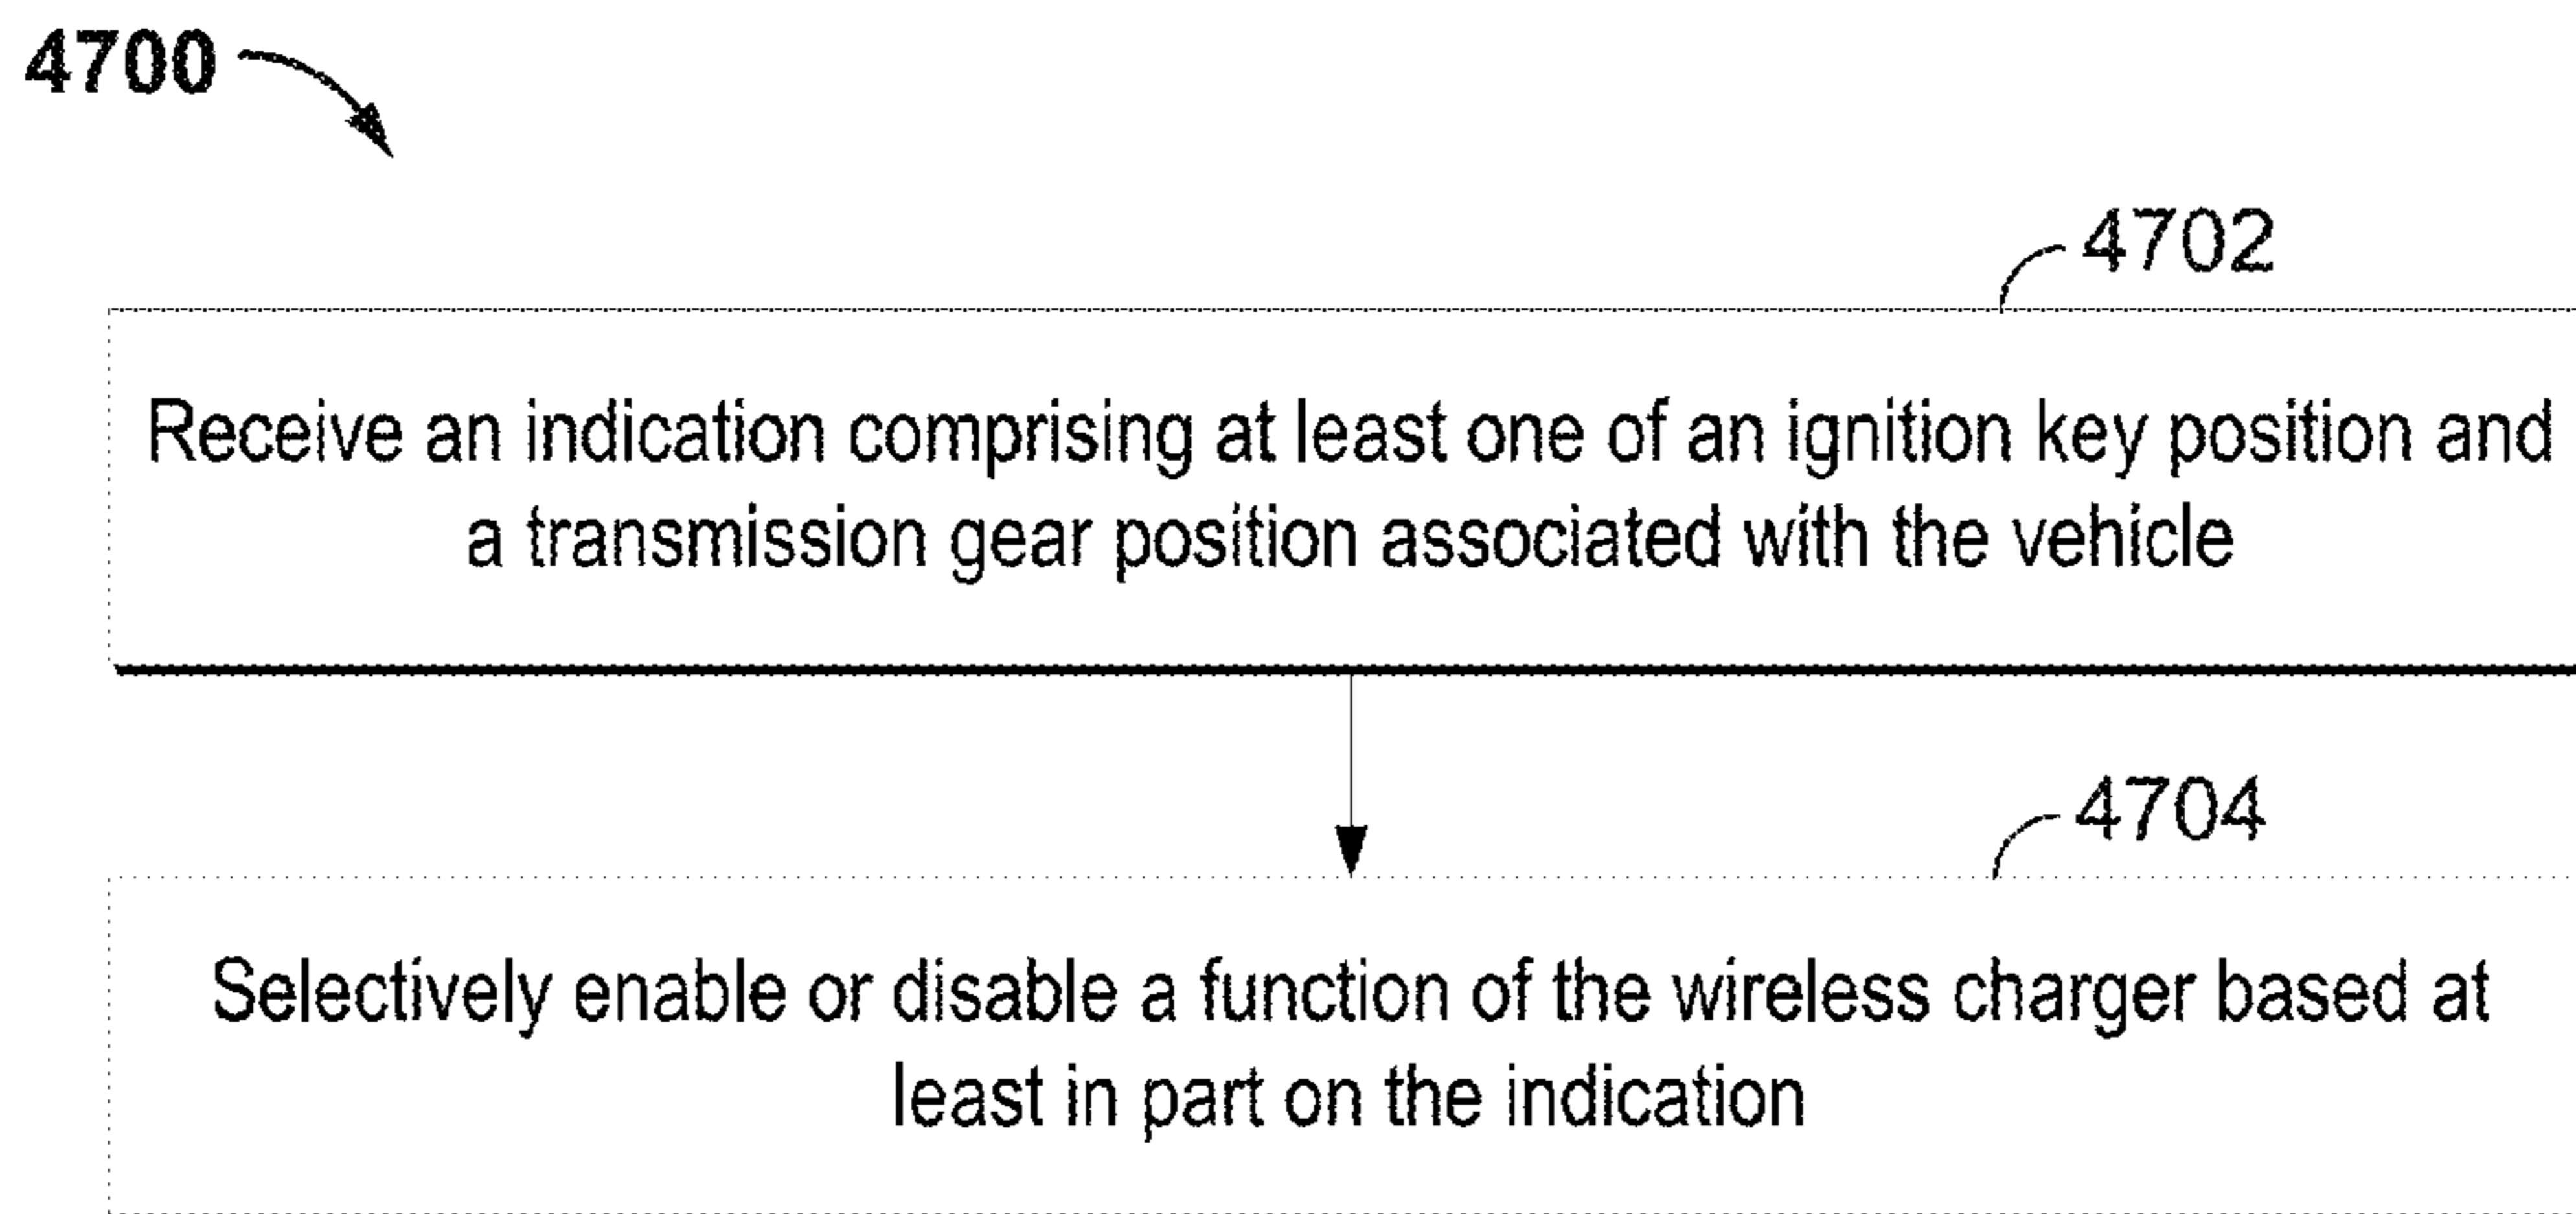 4700
4702
Receive an indication comprising at least one of an ignition key position and
a transmission gear position associated with the vehicle
4704
Selectively enable or disable a function of the wireless charger based at
least in part on the indication